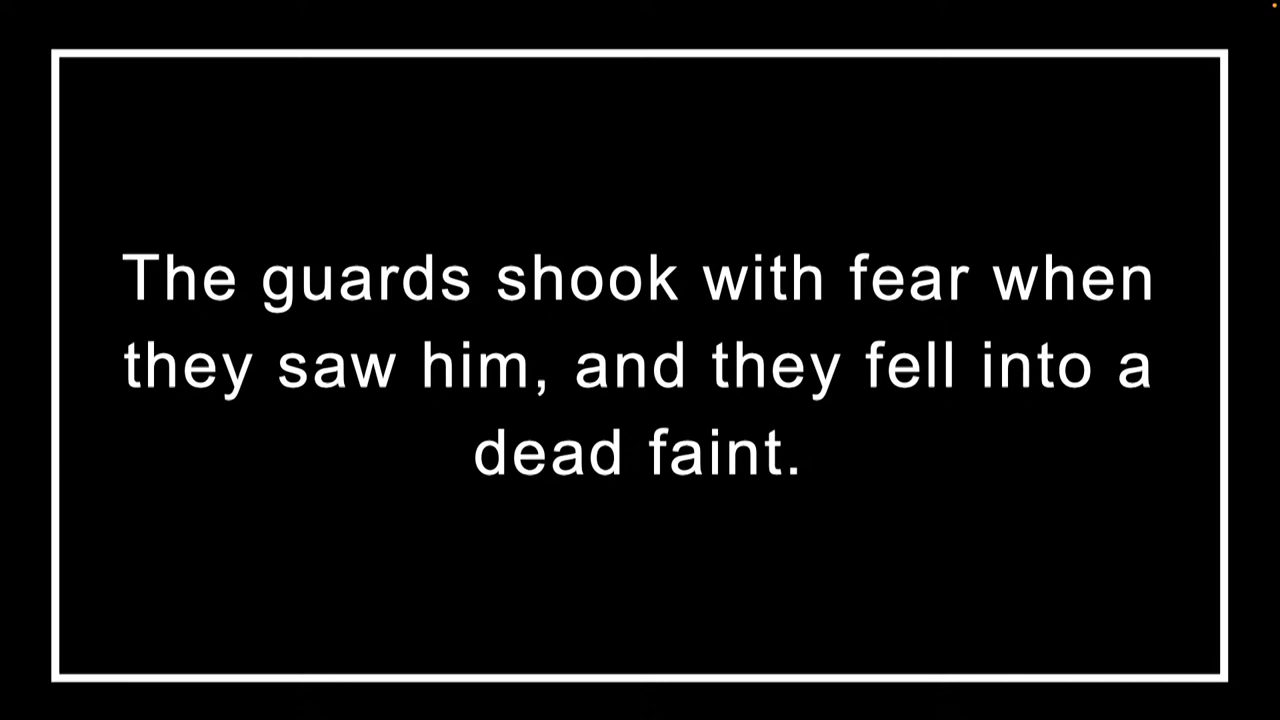 The guards shook with fear when
they saw him, and they fell into a
dead faint.